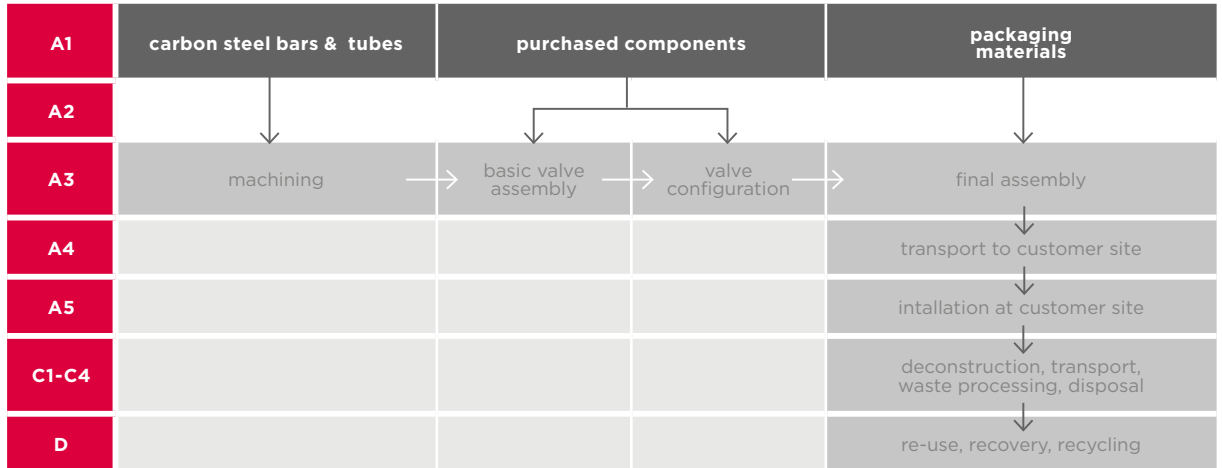 A1
carbon steel bars & tubes
purchased components
packaging
materials
A2
A3
machining
basic valve
assembly
valve
configuration
final assembly
A4
transport to customer site
A5
intallation at customer site
C1-C4
deconstruction, transport,
waste processing, disposal
D
re-use, recovery, recycling